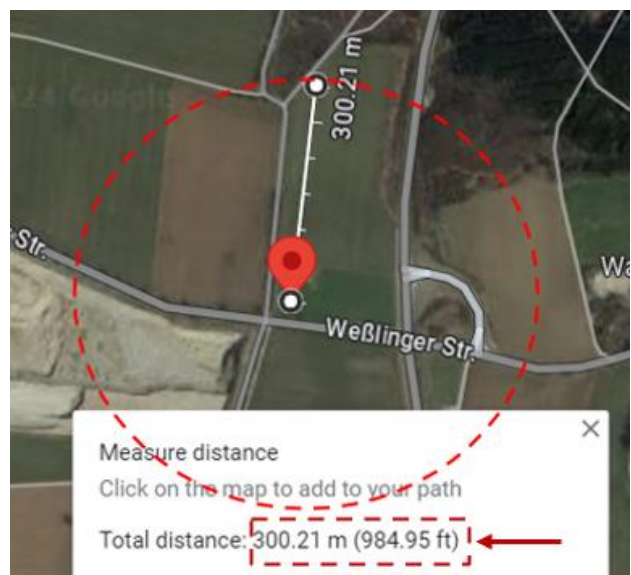 Google
300.21 m
Str.
Wa
Weßlinger Str.
Measure distance
Click on the map to add to your path
Total distance: 300.21 m (984.95 ft)